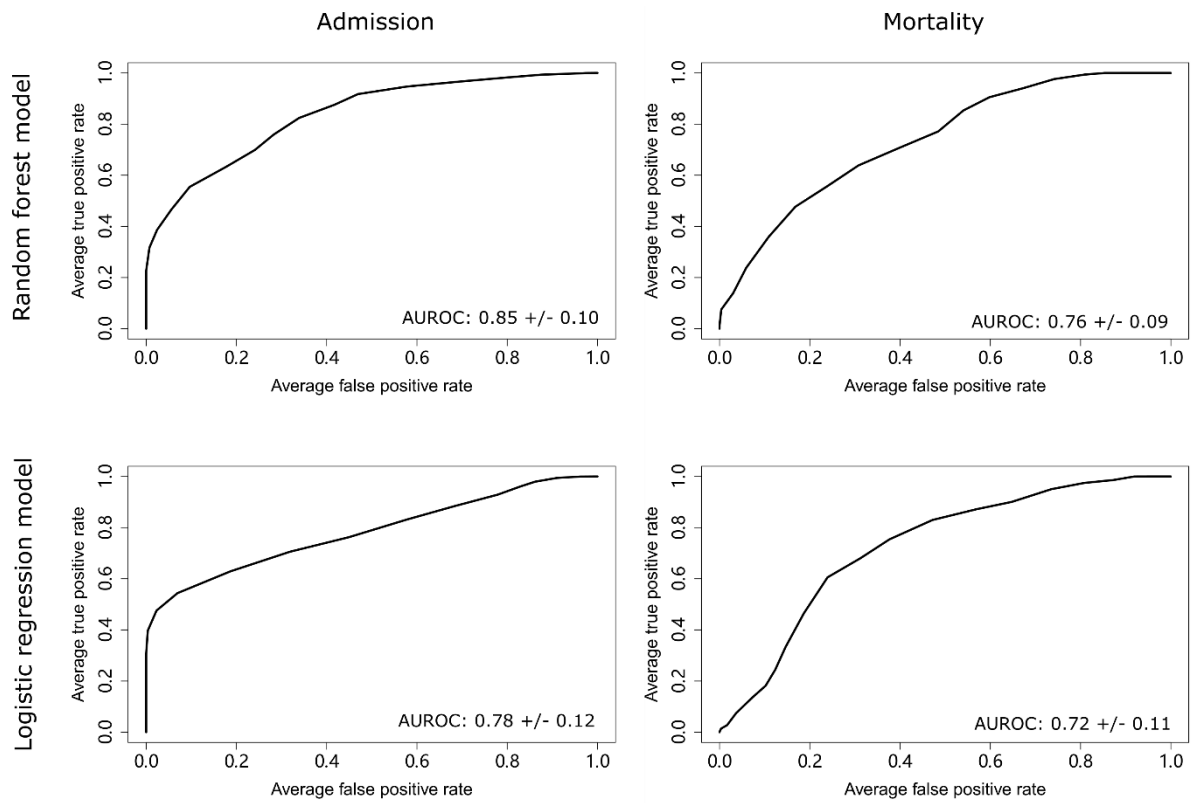 Admission
Mortality
Random forest model
Average true positive rate
1.0
0.8
0.6
0.4
0.2
0.0
AUROC: 0.85 +/- 0.10
0.0 0.2 0.4 0.6 0.8 1.0
Average false positive rate
Average true positive rate
1.0
0.8
0.6
0.4
0.2
0.0
AUROC: 0.76 +/- 0.09
0.0 0.2 0.4 0.6 0.8 1.0
Average false positive rate
Logistic regression model
Average true positive rate
1.0
0.8
0.6
0.4
0.2
0.0
AUROC: 0.78 +/- 0.12
0.0 0.2 0.4 0.6 0.8 1.0
Average false positive rate
Average true positive rate
1.0
0.8
0.6
0.4
0.2
0.0
AUROC: 0.72 +/- 0.11
0.0 0.2 0.4 0.6 0.8 1.0
Average false positive rate